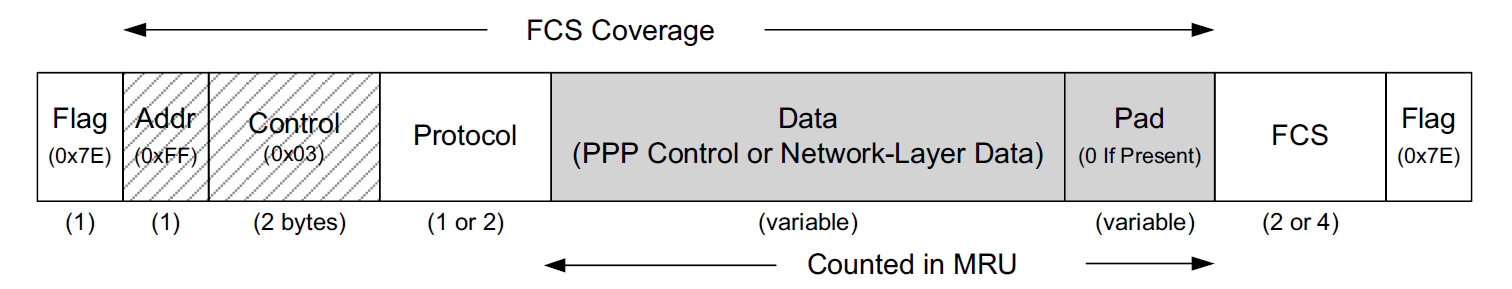 FCS Coverage
Flag
(0x7E)
Addr
(0xFF)
Control
(0x03)
Protocol
Data
(PPP Control or Network-Layer Data)
Pad
(0 If Present)
FCS
Flag
(0x7E)
(1)
(1)
(2 bytes)
(1 or 2)
(variable)
(variable)
(2 or 4)
(1)
Counted in MRU